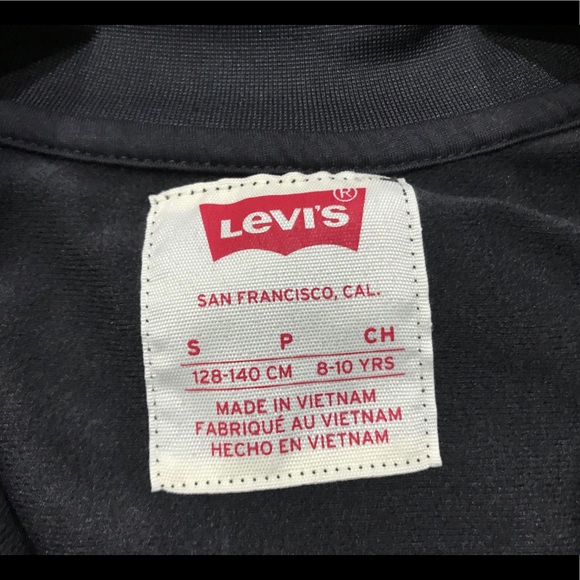 LEVI'S®
SAN FRANCISCO, CAL.
S P CH
128-140 CM 8-10 YRS
MADE IN VIETNAM
FABRIQUÉ AU VIETNAM
HECHO EN VIETNAM